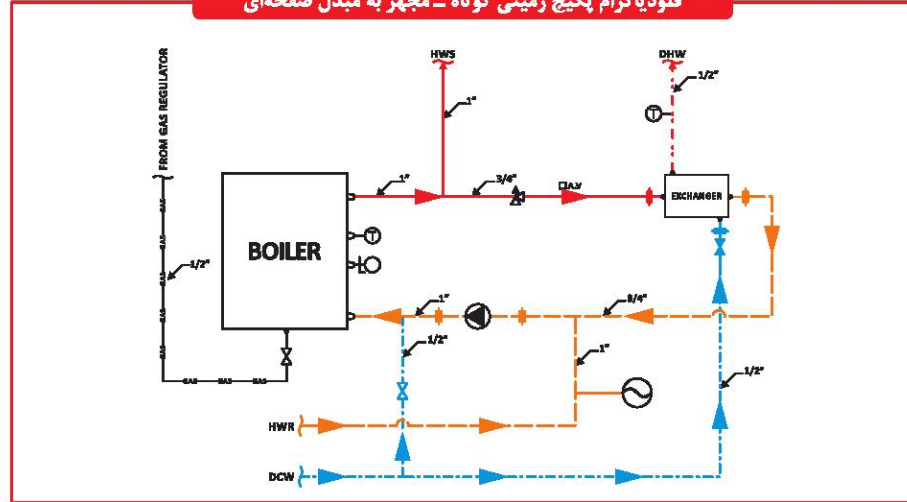 فلودیاگرام پکیج زمینی کوتاه – مجهز به مبدل صفحه‌ای
HWS
DHW
1/2"
FROM GAS REGULATOR
1"
T
1"
3/4"
A.V
EXCHANGER
GAS
GAS
BOILER
T
1/2"
GAS
GAS
1"
3/4"
1/2"
1"
1/2"
GAS
GAS
GAS
HWR
DCW